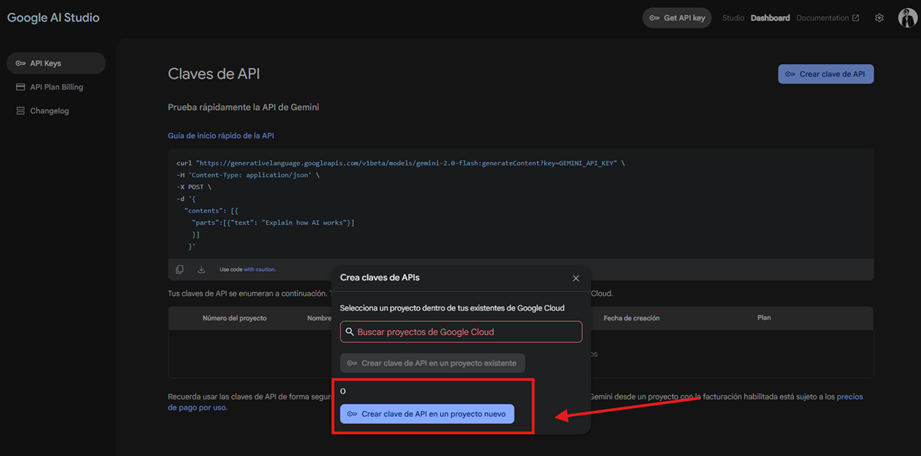 Google AI Studio
Get API key
Studio
Dashboard
Documentation
API Keys
API Plan Billing
Changelog
Claves de API
Crear clave de API
Prueba rápidamente la API de Gemini
Guía de inicio rápido de la API
curl "https://generativelanguage.googleapis.com/v1beta/models/gemini-2.0-flash:generateContent?key=GEMINI_API_KEY" \
-H 'Content-Type: application/json' \
-X POST \
-d '{
"contents": [{
"parts":[{"text": "Explain how AI works"}]
}]
}'
Use code with caution.
Tus claves de API se enumeran a continuación.
Cloud.
Número del proyecto
Nombre
Fecha de creación
Plan
Crea claves de APIs
Selecciona un proyecto dentro de tus existentes de Google Cloud
Buscar proyectos de Google Cloud
Crear clave de API en un proyecto existente
O
Crear clave de API en un proyecto nuevo
Recuerda usar las claves de API de forma segur
Gemini desde un proyecto con la facturación habilitada está sujeto a los precios
de pago por uso.